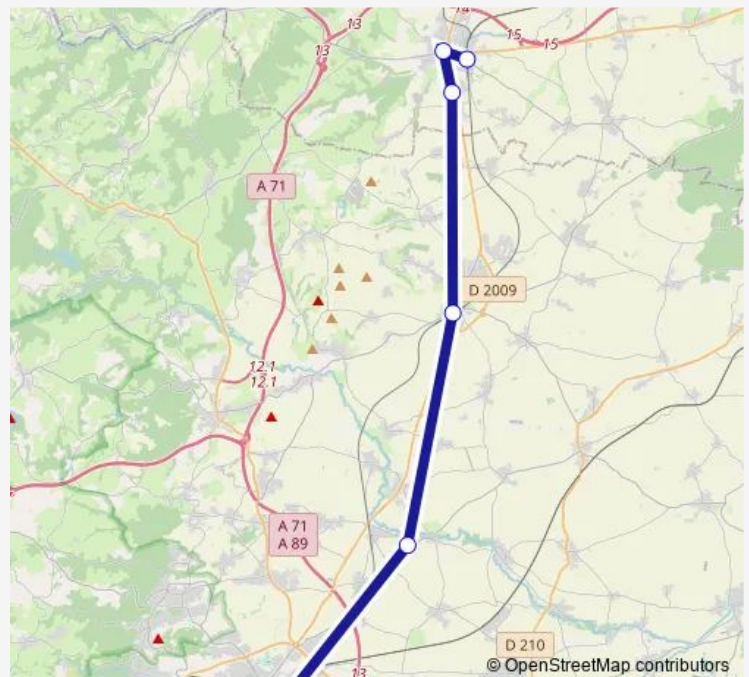 14
13
15
15
13
A 71
D 2009
12.1
12.1
A 71
A 89
D 210
© OpenStreetMap contributors
13